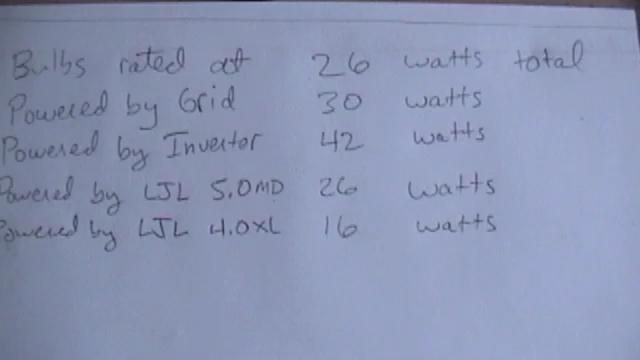 Bulbs rated at 26 watts total
Powered by Grid 30 watts
Powered by Invertor 42 watts
Powered by LJL 5.0MD 26 watts
Powered by LJL 4.0XL 16 watts